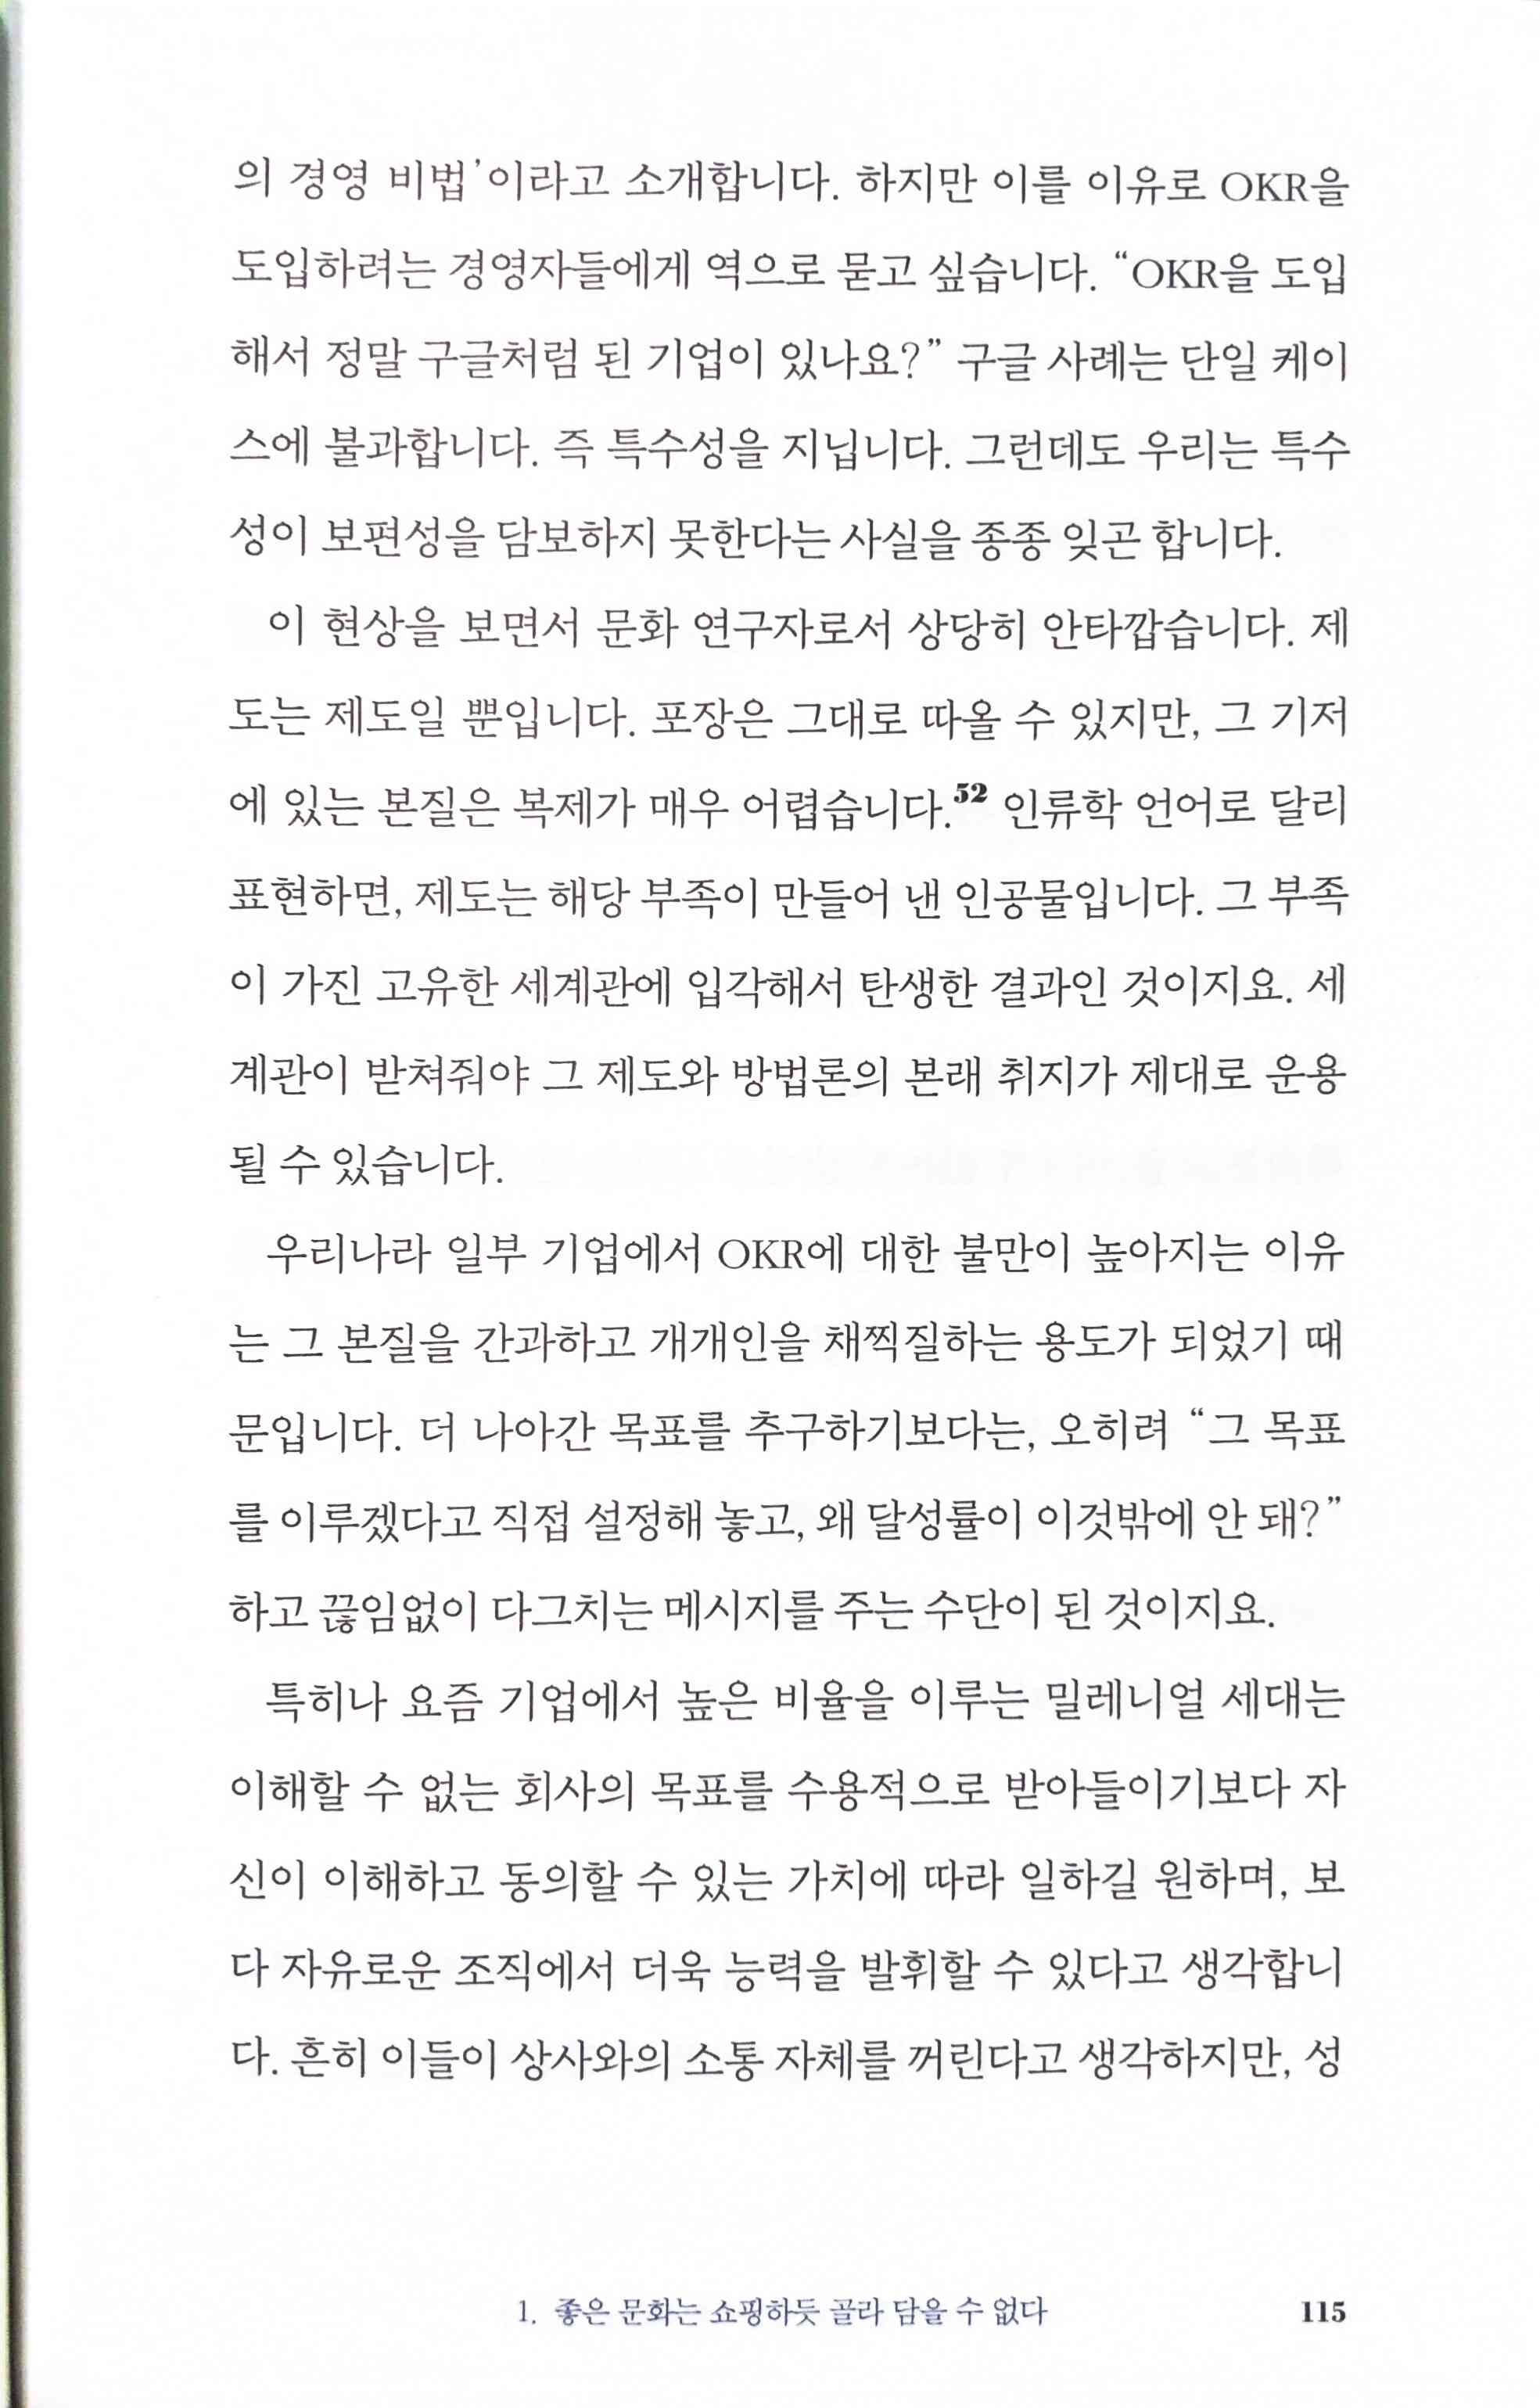 의 경영 비법’이라고 소개합니다. 하지만 이를 이유로 OKR을
도입하려는 경영자들에게 역으로 묻고 싶습니다. “OKR을 도입
해서 정말 구글처럼 된 기업이 있나요?” 구글 사례는 단일 케이
스에 불과합니다. 즉 특수성을 지닙니다. 그런데도 우리는 특수
성이 보편성을 담보하지 못한다는 사실을 종종 잊곤 합니다.
이 현상을 보면서 문화 연구자로서 상당히 안타깝습니다. 제
도는 제도일 뿐입니다. 포장은 그대로 따올 수 있지만, 그 기저
에 있는 본질은 복제가 매우 어렵습니다.52 인류학 언어로 달리
표현하면, 제도는 해당 부족이 만들어 낸 인공물입니다. 그 부족
이 가진 고유한 세계관에 입각해서 탄생한 결과인 것이지요. 세
계관이 받쳐줘야 그 제도와 방법론의 본래 취지가 제대로 운용
될 수 있습니다.
우리나라 일부 기업에서 OKR에 대한 불만이 높아지는 이유
는 그 본질을 간과하고 개개인을 채찍질하는 용도가 되었기 때
문입니다. 더 나아간 목표를 추구하기보다는, 오히려 “그 목표
를 이루겠다고 직접 설정해 놓고, 왜 달성률이 이것밖에 안 돼?”
하고 끊임없이 다그치는 메시지를 주는 수단이 된 것이지요.
특히나 요즘 기업에서 높은 비율을 이루는 밀레니얼 세대는
이해할 수 없는 회사의 목표를 수용적으로 받아들이기보다 자
신이 이해하고 동의할 수 있는 가치에 따라 일하길 원하며, 보
다 자유로운 조직에서 더욱 능력을 발휘할 수 있다고 생각합니
다. 흔히 이들이 상사와의 소통 자체를 꺼린다고 생각하지만, 성
1. 좋은 문화는 쇼핑하듯 골라 담을 수 없다 115